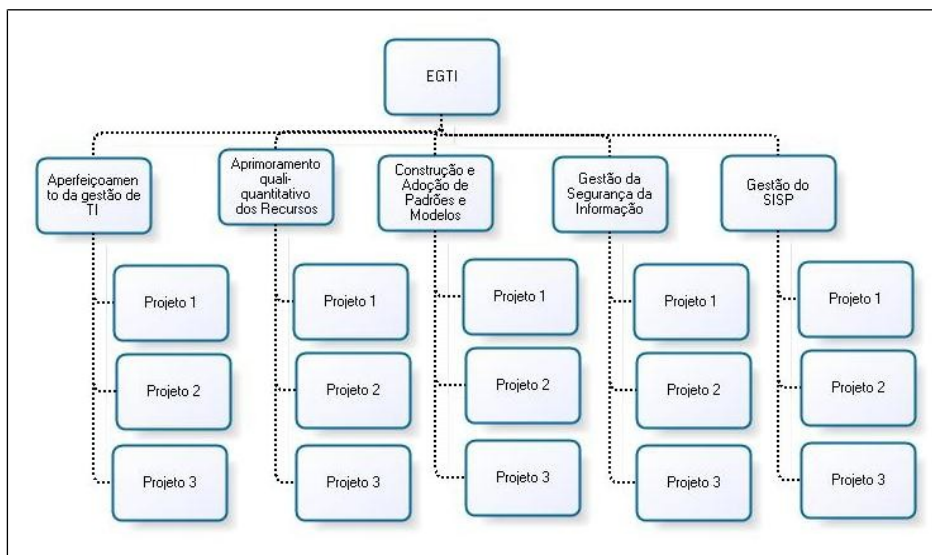 EGTI
Aperfeiçoame
nto da gestão de
TI
Aprimoramento
quali-
quantitativo
dos Recursos
Construção e
Adoção de
Padrões e
Modelos
Gestão da
Segurança da
Informação
Gestão do
SISP
Projeto 1
Projeto 1
Projeto 1
Projeto 1
Projeto 1
Projeto 2
Projeto 2
Projeto 2
Projeto 2
Projeto 2
Projeto 3
Projeto 3
Projeto 3
Projeto 3
Projeto 3